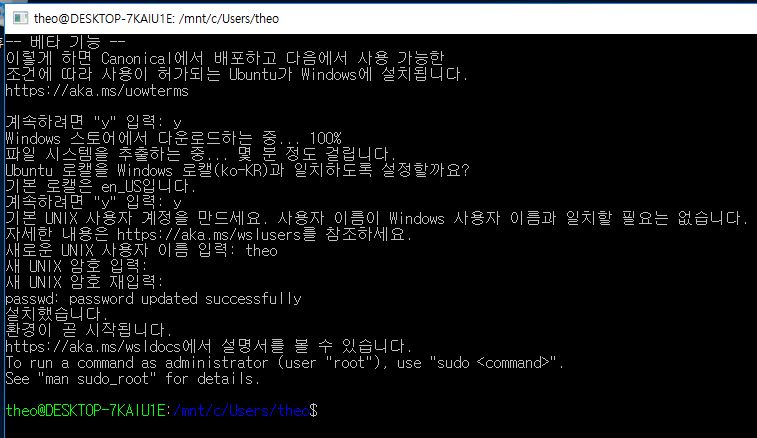 theo@DESKTOP-7KAIU1E: /mnt/c/Users/theo
-- 베타 기능 --
이렇게 하면 Canonical에서 배포하고 다음에서 사용 가능한
조건에 따라 사용이 허가되는 Ubuntu가 Windows에 설치됩니다.
https://aka.ms/uowterms
계속하려면 "y" 입력: y
Windows 스토어에서 다운로드하는 중... 100%
파일 시스템을 추출하는 중... 몇 분 정도 걸립니다.
Ubuntu 로캘을 Windows 로캘(ko-KR)과 일치하도록 설정할까요?
기본 로캘은 en_US입니다.
계속하려면 "y" 입력: y
기본 UNIX 사용자 계정을 만드세요. 사용자 이름이 Windows 사용자 이름과 일치할 필요는 없습니다.
자세한 내용은 https://aka.ms/wslusers를 참조하세요.
새로운 UNIX 사용자 이름 입력: theo
새 UNIX 암호 입력:
새 UNIX 암호 재입력:
passwd: password updated successfully
설치했습니다.
환경이 곧 시작됩니다.
https://aka.ms/wsldocs에서 설명서를 볼 수 있습니다.
To run a command as administrator (user "root"), use "sudo <command>".
See "man sudo_root" for details.
theo@DESKTOP-7KAIU1E:/mnt/c/Users/theo$